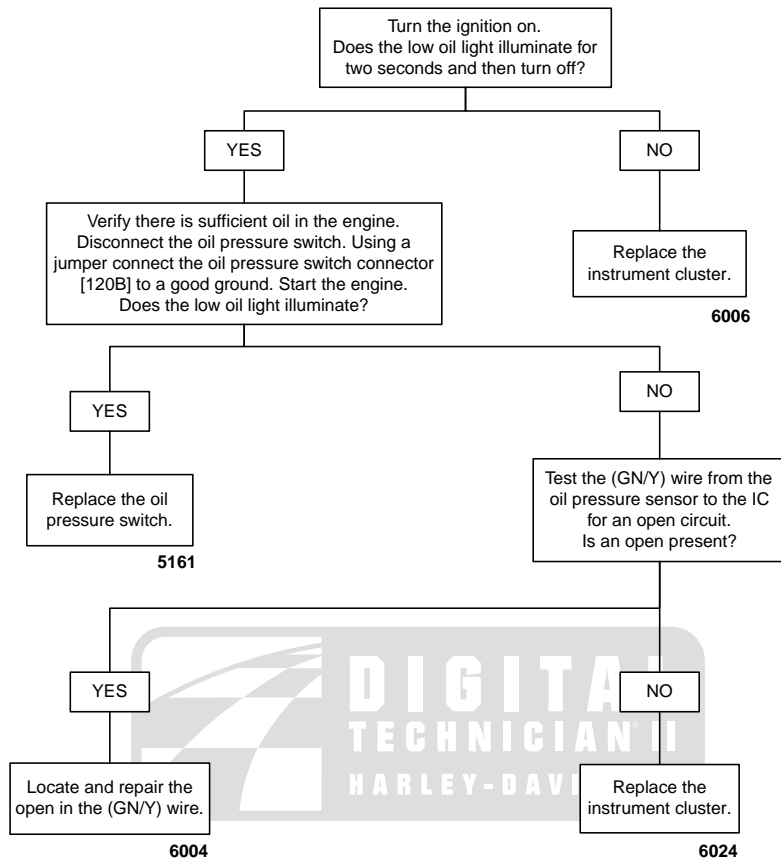 Turn the ignition on.
Does the low oil light illuminate for
two seconds and then turn off?
YES
NO
Verify there is sufficient oil in the engine.
Disconnect the oil pressure switch. Using a
jumper connect the oil pressure switch connector
[120B] to a good ground. Start the engine.
Does the low oil light illuminate?
Replace the
instrument cluster.
6006
YES
NO
Replace the oil
pressure switch.
5161
Test the (GN/Y) wire from the
oil pressure sensor to the IC
for an open circuit.
Is an open present?
DIGITAL
TECHNICIAN® II
HARLEY-DAV
YES
NO
Locate and repair the
open in the (GN/Y) wire.
6004
Replace the
instrument cluster.
6024